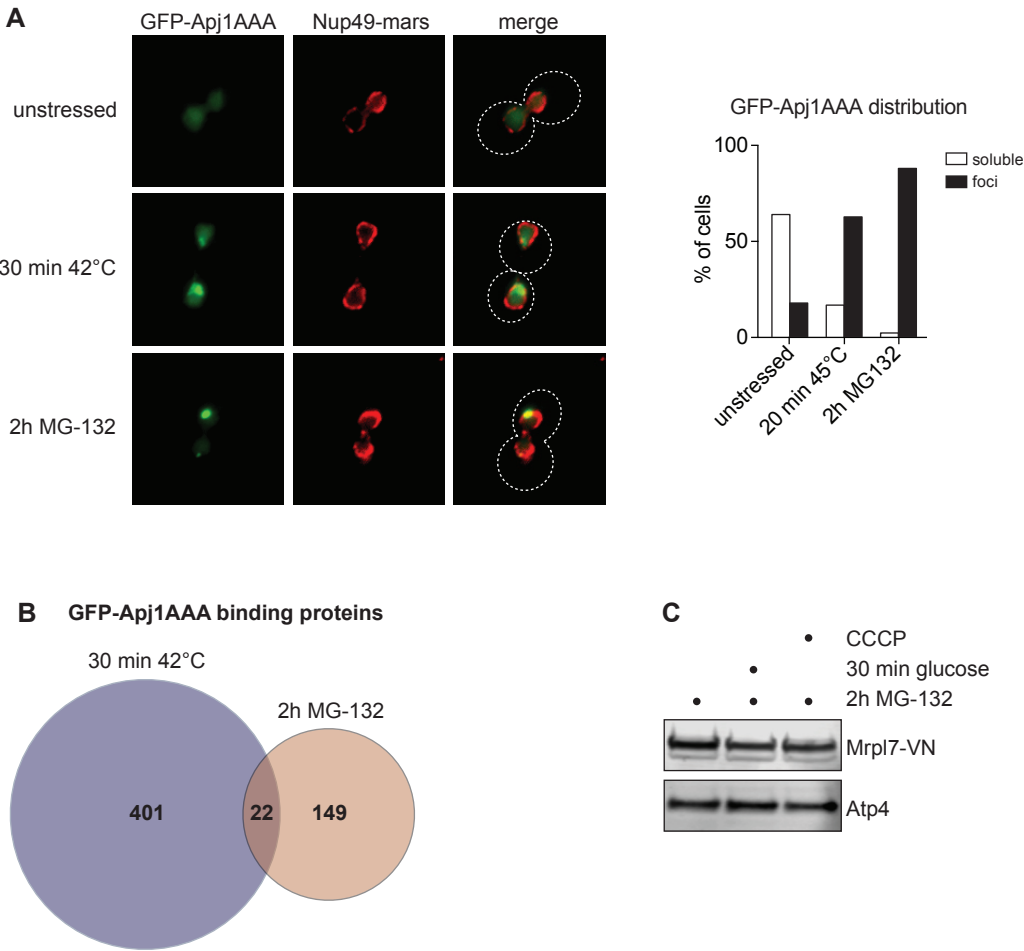 A
GFP-Apj1AAA
Nup49-mars
merge
unstressed
30 min 42°C
2h MG-132
GFP-Apj1AAA distribution
100
50
0
% of cells
soluble
foci
unstressed
20 min 45°C
2h MG132
B GFP-Apj1AAA binding proteins
30 min 42°C
2h MG-132
401
22
149
C
CCCP
30 min glucose
2h MG-132
Mrpl7-VN
Atp4